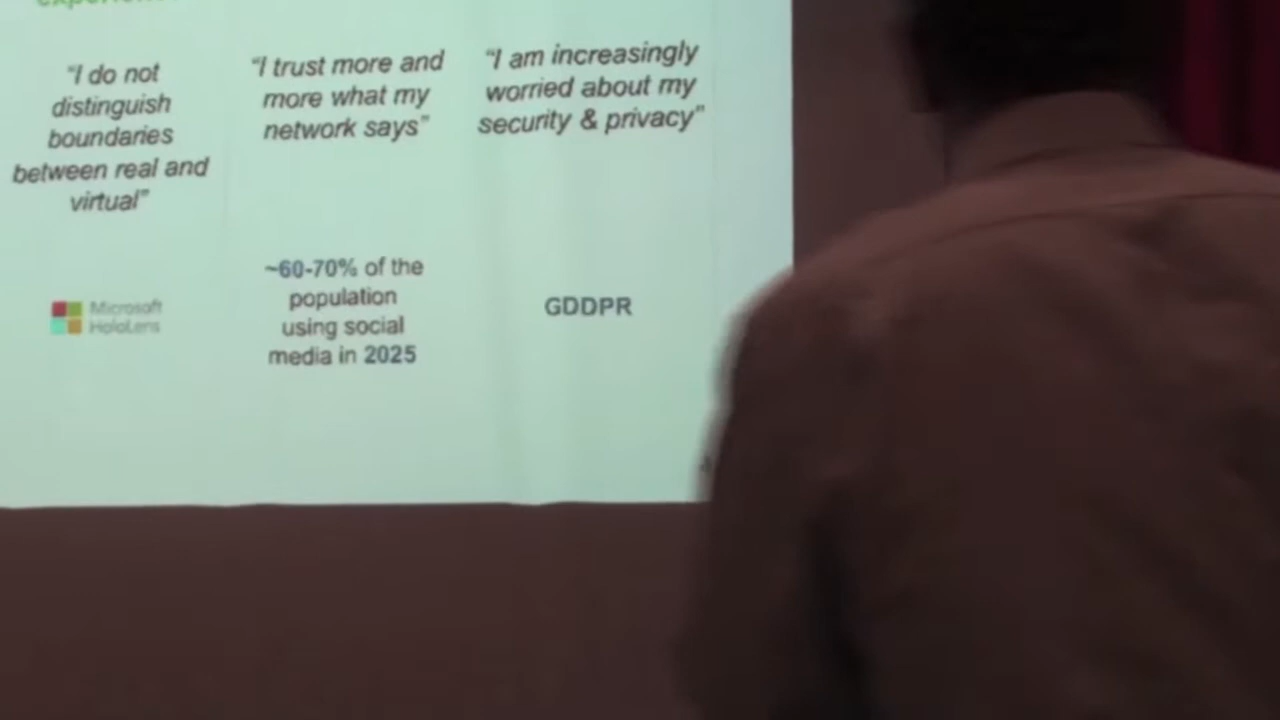 "I do not
distinguish
boundaries
between real and
virtual"
"I trust more and
more what my
network says"
"I am increasingly
worried about my
security & privacy"
Microsoft
HoloLens
~60-70% of the
population
using social
media in 2025
GDDPR